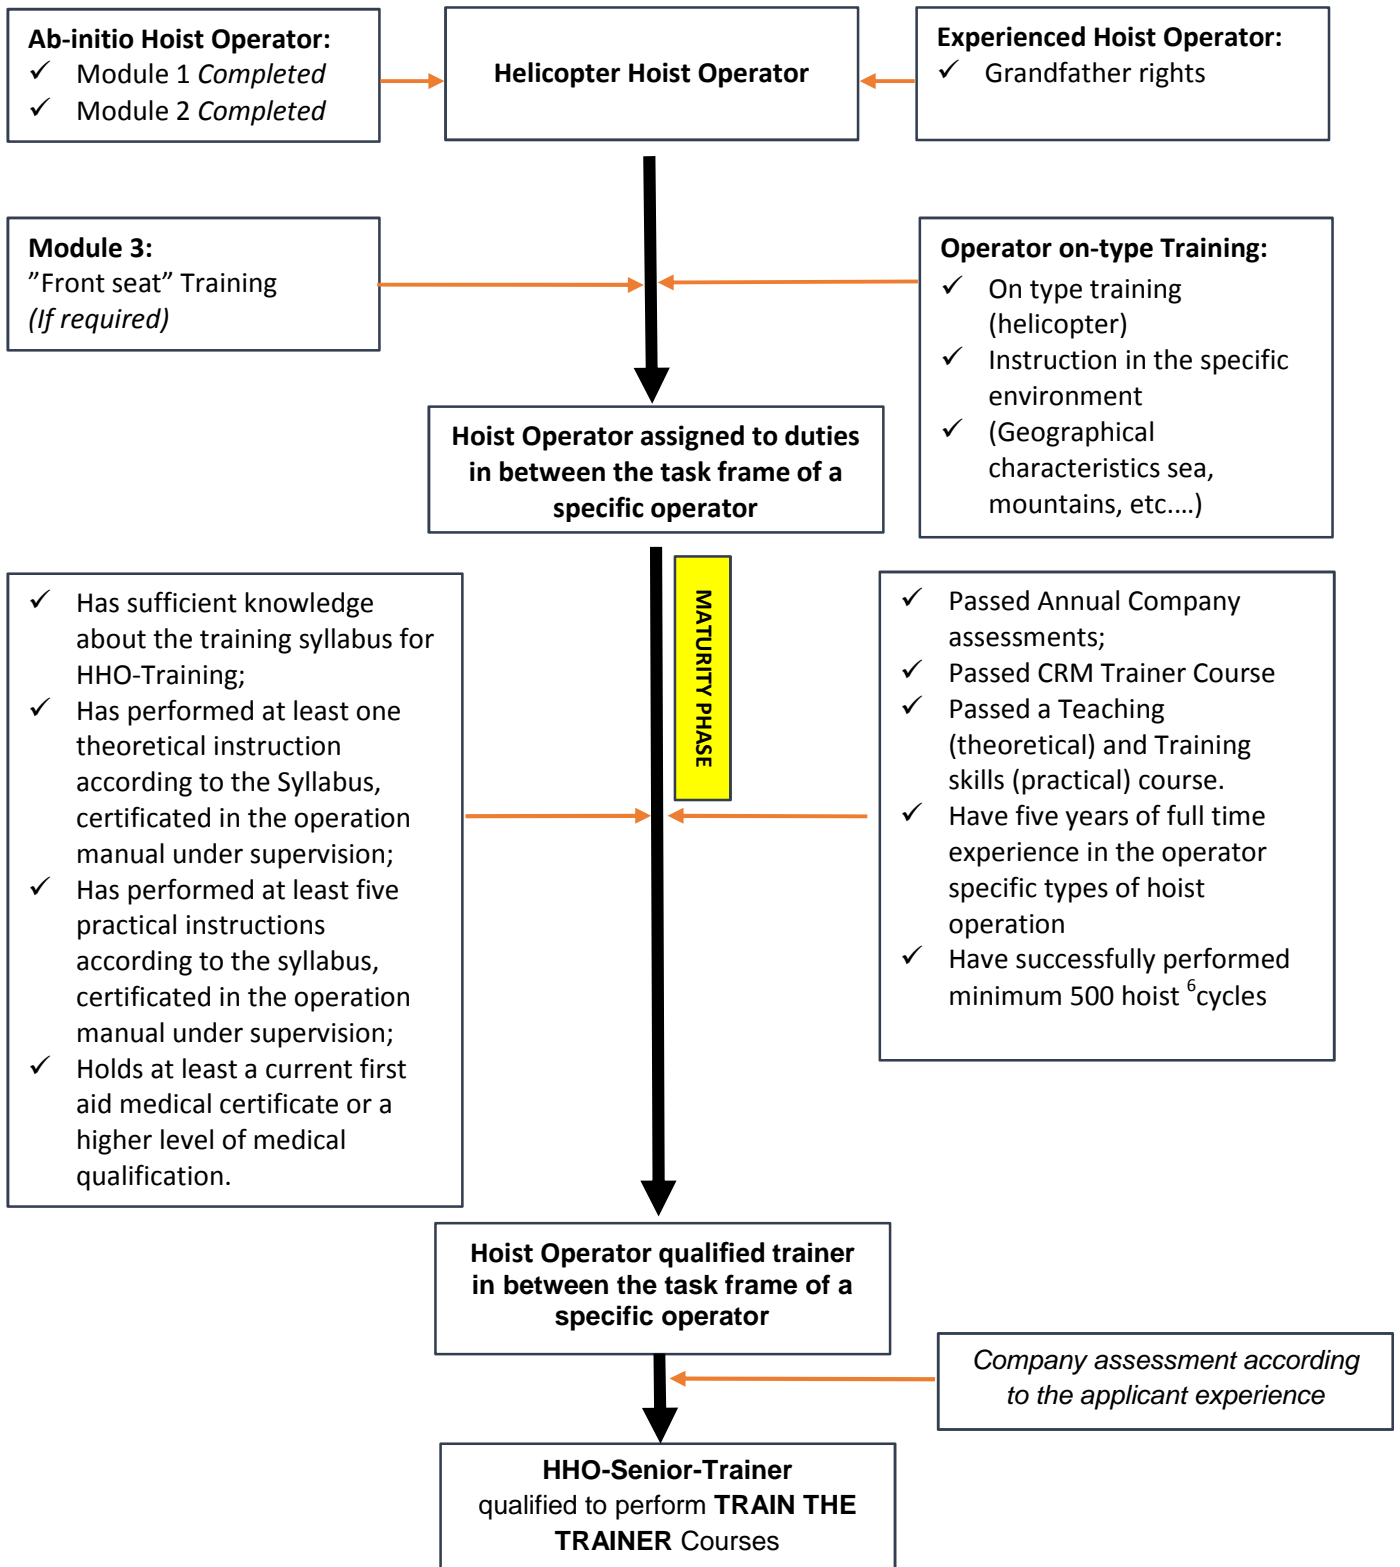 Ab-initio Hoist Operator:
✓ Module 1 Completed
✓ Module 2 Completed
Helicopter Hoist Operator
Experienced Hoist Operator:
✓ Grandfather rights
Module 3:
”Front seat” Training
(If required)
Operator on-type Training:
✓ On type training
(helicopter)
✓ Instruction in the specific
environment
✓ (Geographical
characteristics sea,
mountains, etc.…)
Hoist Operator assigned to duties
in between the task frame of a
specific operator
MATURITY PHASE
✓ Has sufficient knowledge
about the training syllabus for
HHO-Training;
✓ Has performed at least one
theoretical instruction
according to the Syllabus,
certificated in the operation
manual under supervision;
✓ Has performed at least five
practical instructions
according to the syllabus,
certificated in the operation
manual under supervision;
✓ Holds at least a current first
aid medical certificate or a
higher level of medical
qualification.
✓ Passed Annual Company
assessments;
✓ Passed CRM Trainer Course
✓ Passed a Teaching
(theoretical) and Training
skills (practical) course.
✓ Have five years of full time
experience in the operator
specific types of hoist
operation
✓ Have successfully performed
minimum 500 hoist ⁶cycles
Hoist Operator qualified trainer
in between the task frame of a
specific operator
Company assessment according
to the applicant experience
HHO-Senior-Trainer
qualified to perform TRAIN THE
TRAINER Courses